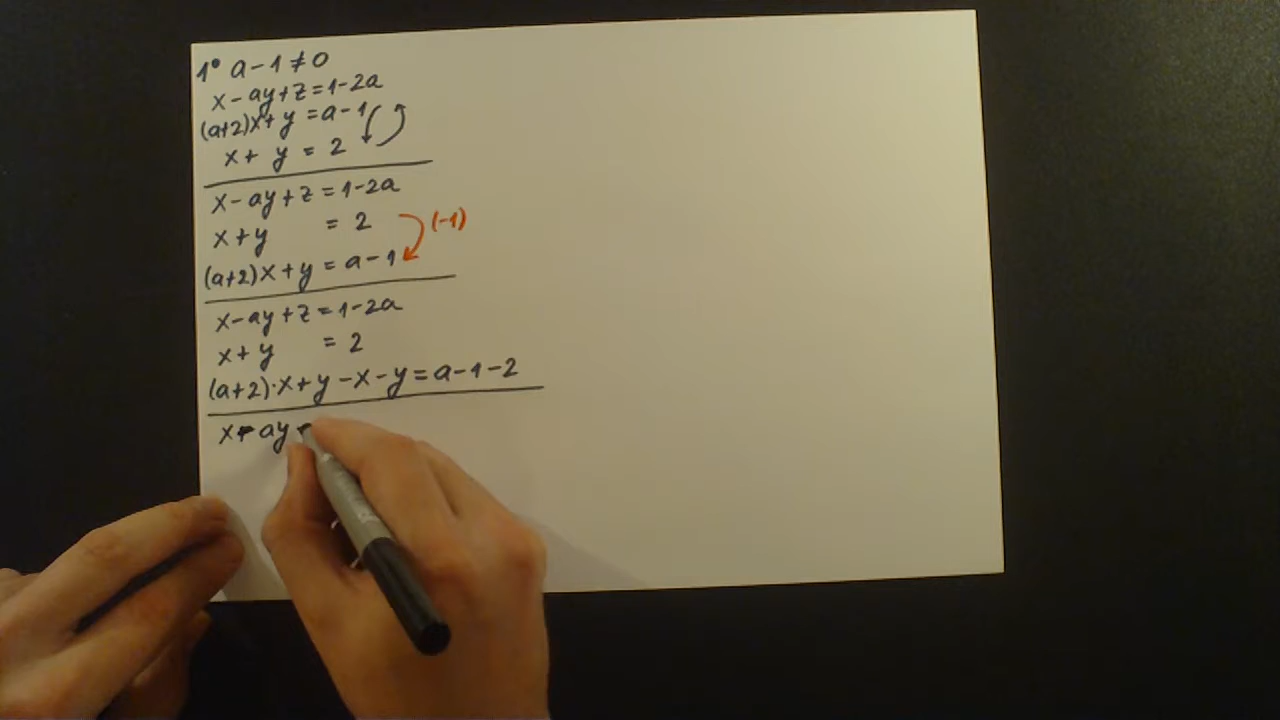 1° a-1≠0
x-ay+z=1-2a
(a+2)x+y=a-1
x+y=2
x-ay+z=1-2a
x+y =2 (-1)
(a+2)x+y=a-1
x-ay+z=1-2a
x+y =2
(a+2)·x+y-x-y=a-1-2
x-ay